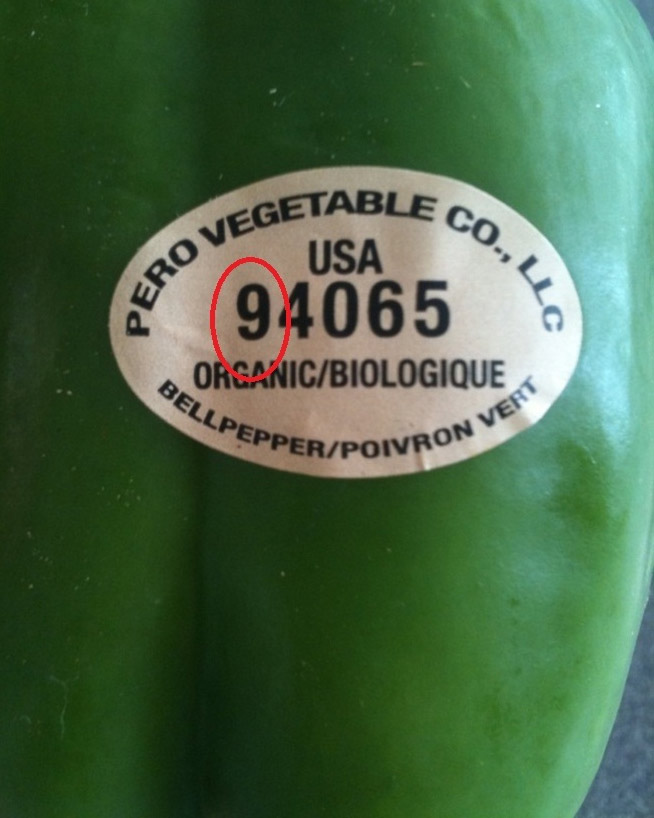 PERO VEGETABLE CO., LLC
USA
94065
ORGANIC/BIOLOGIQUE
BELLPEPPER/POIVRON VERT